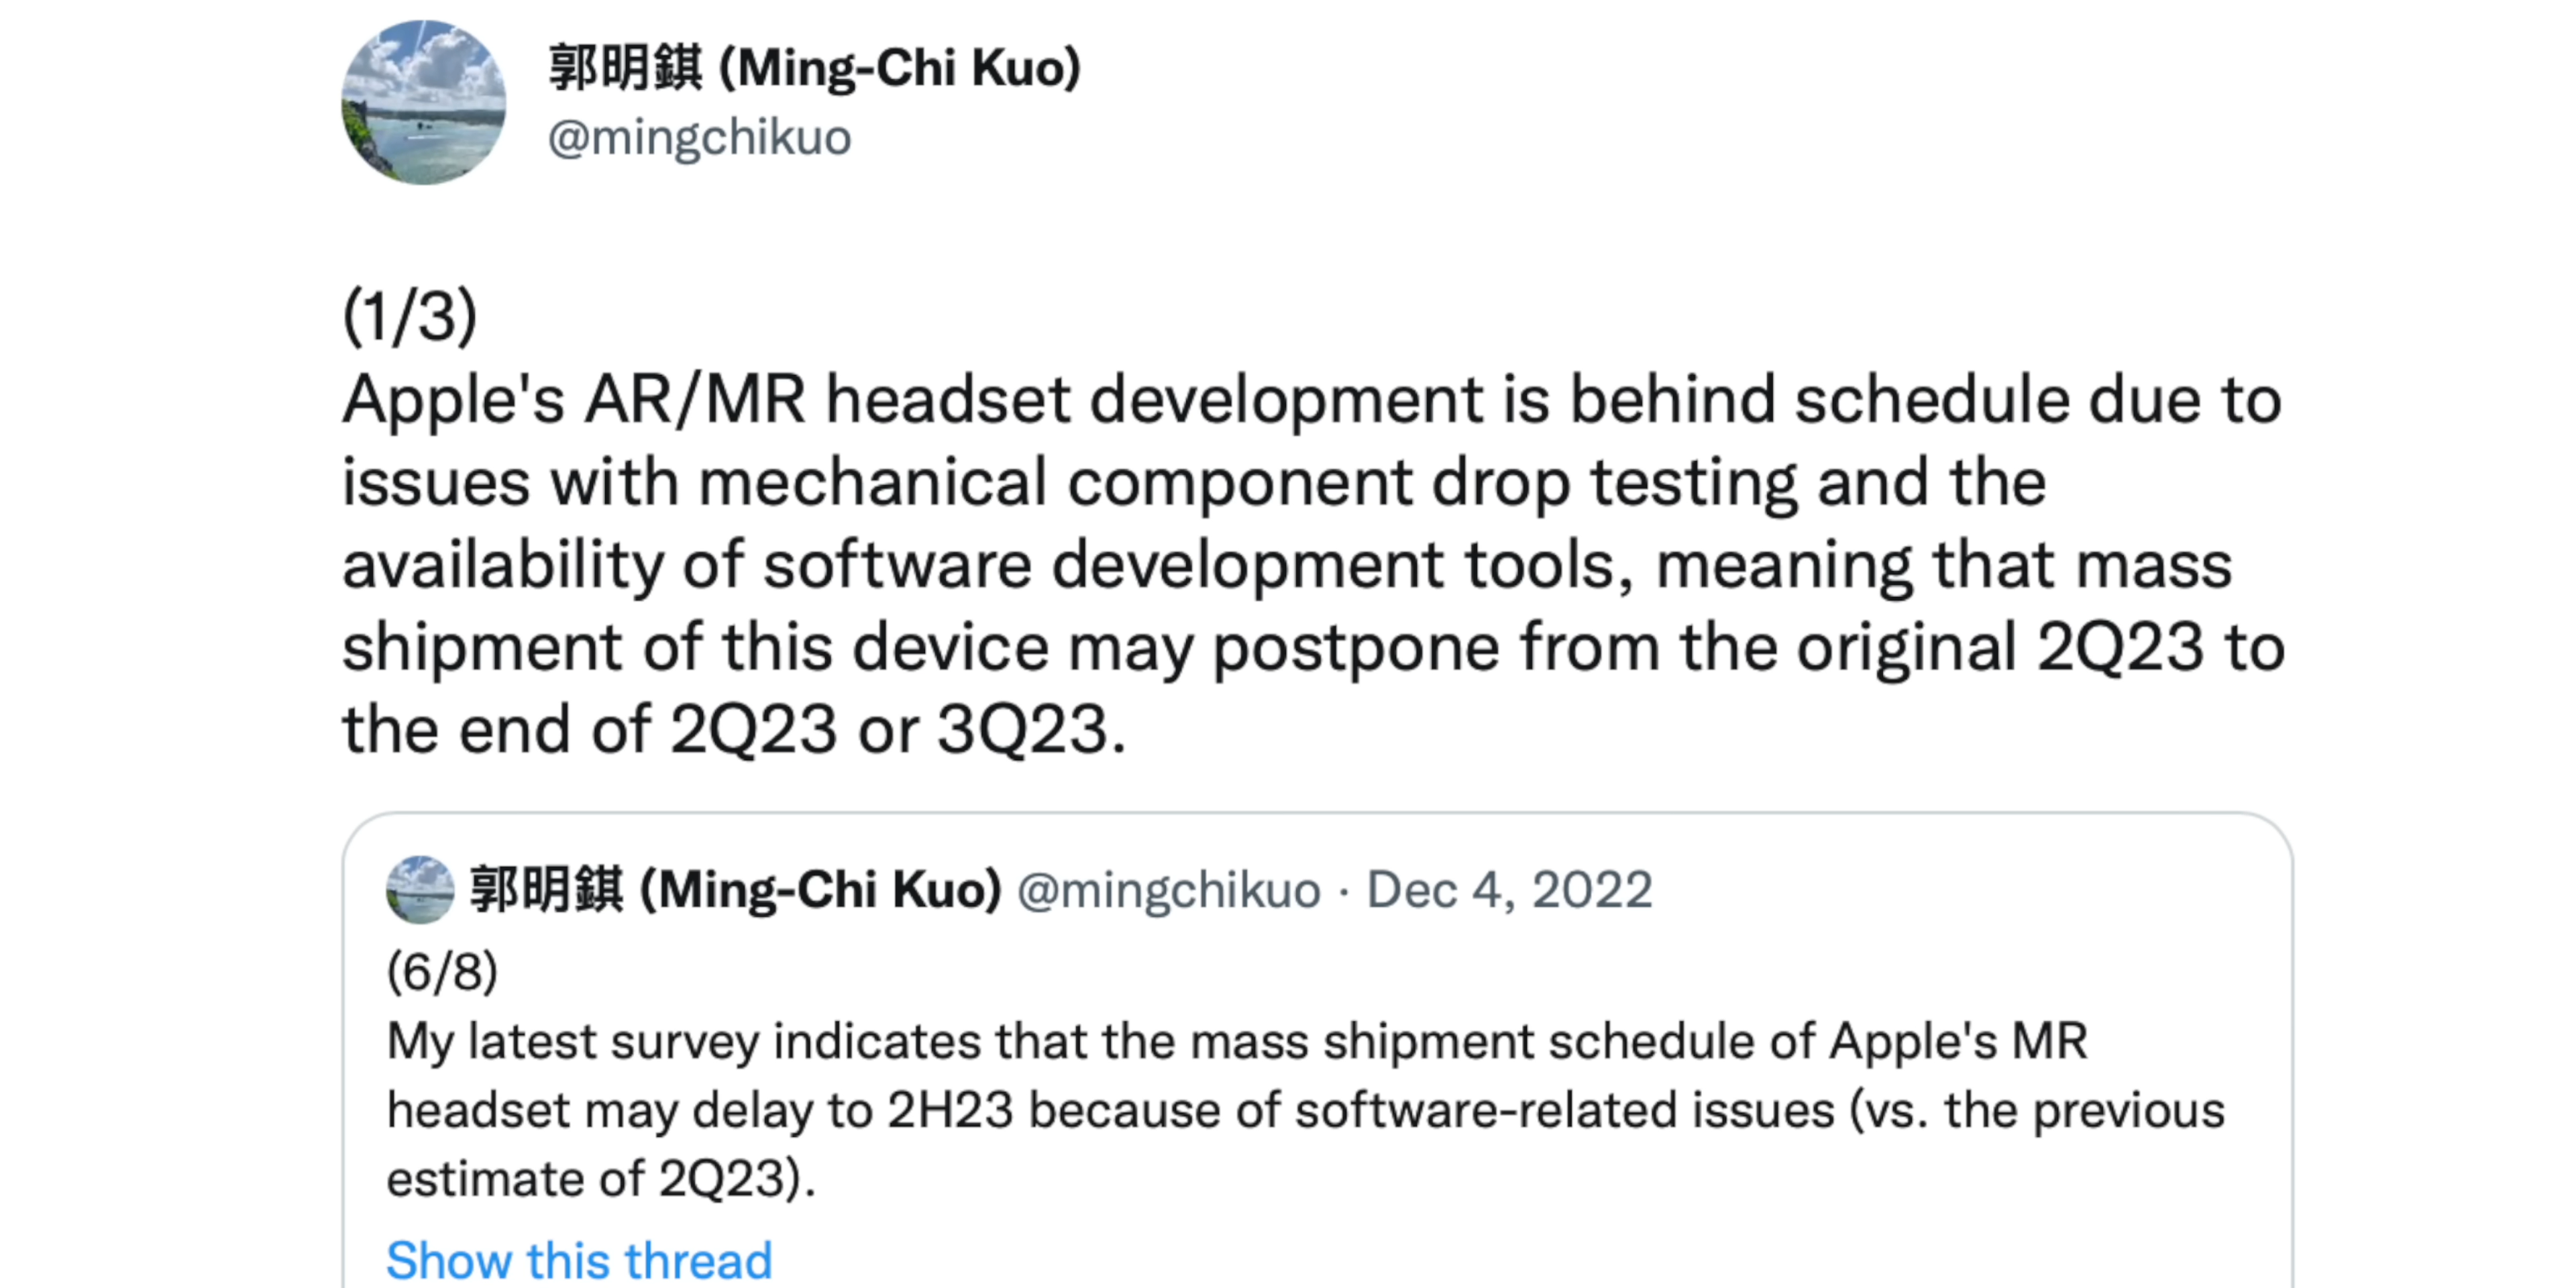 郭明錤 (Ming-Chi Kuo)
@mingchikuo
(1/3)
Apple's AR/MR headset development is behind schedule due to
issues with mechanical component drop testing and the
availability of software development tools, meaning that mass
shipment of this device may postpone from the original 2Q23 to
the end of 2Q23 or 3Q23.
郭明錤 (Ming-Chi Kuo) @mingchikuo · Dec 4, 2022
(6/8)
My latest survey indicates that the mass shipment schedule of Apple's MR
headset may delay to 2H23 because of software-related issues (vs. the previous
estimate of 2Q23).
Show this thread